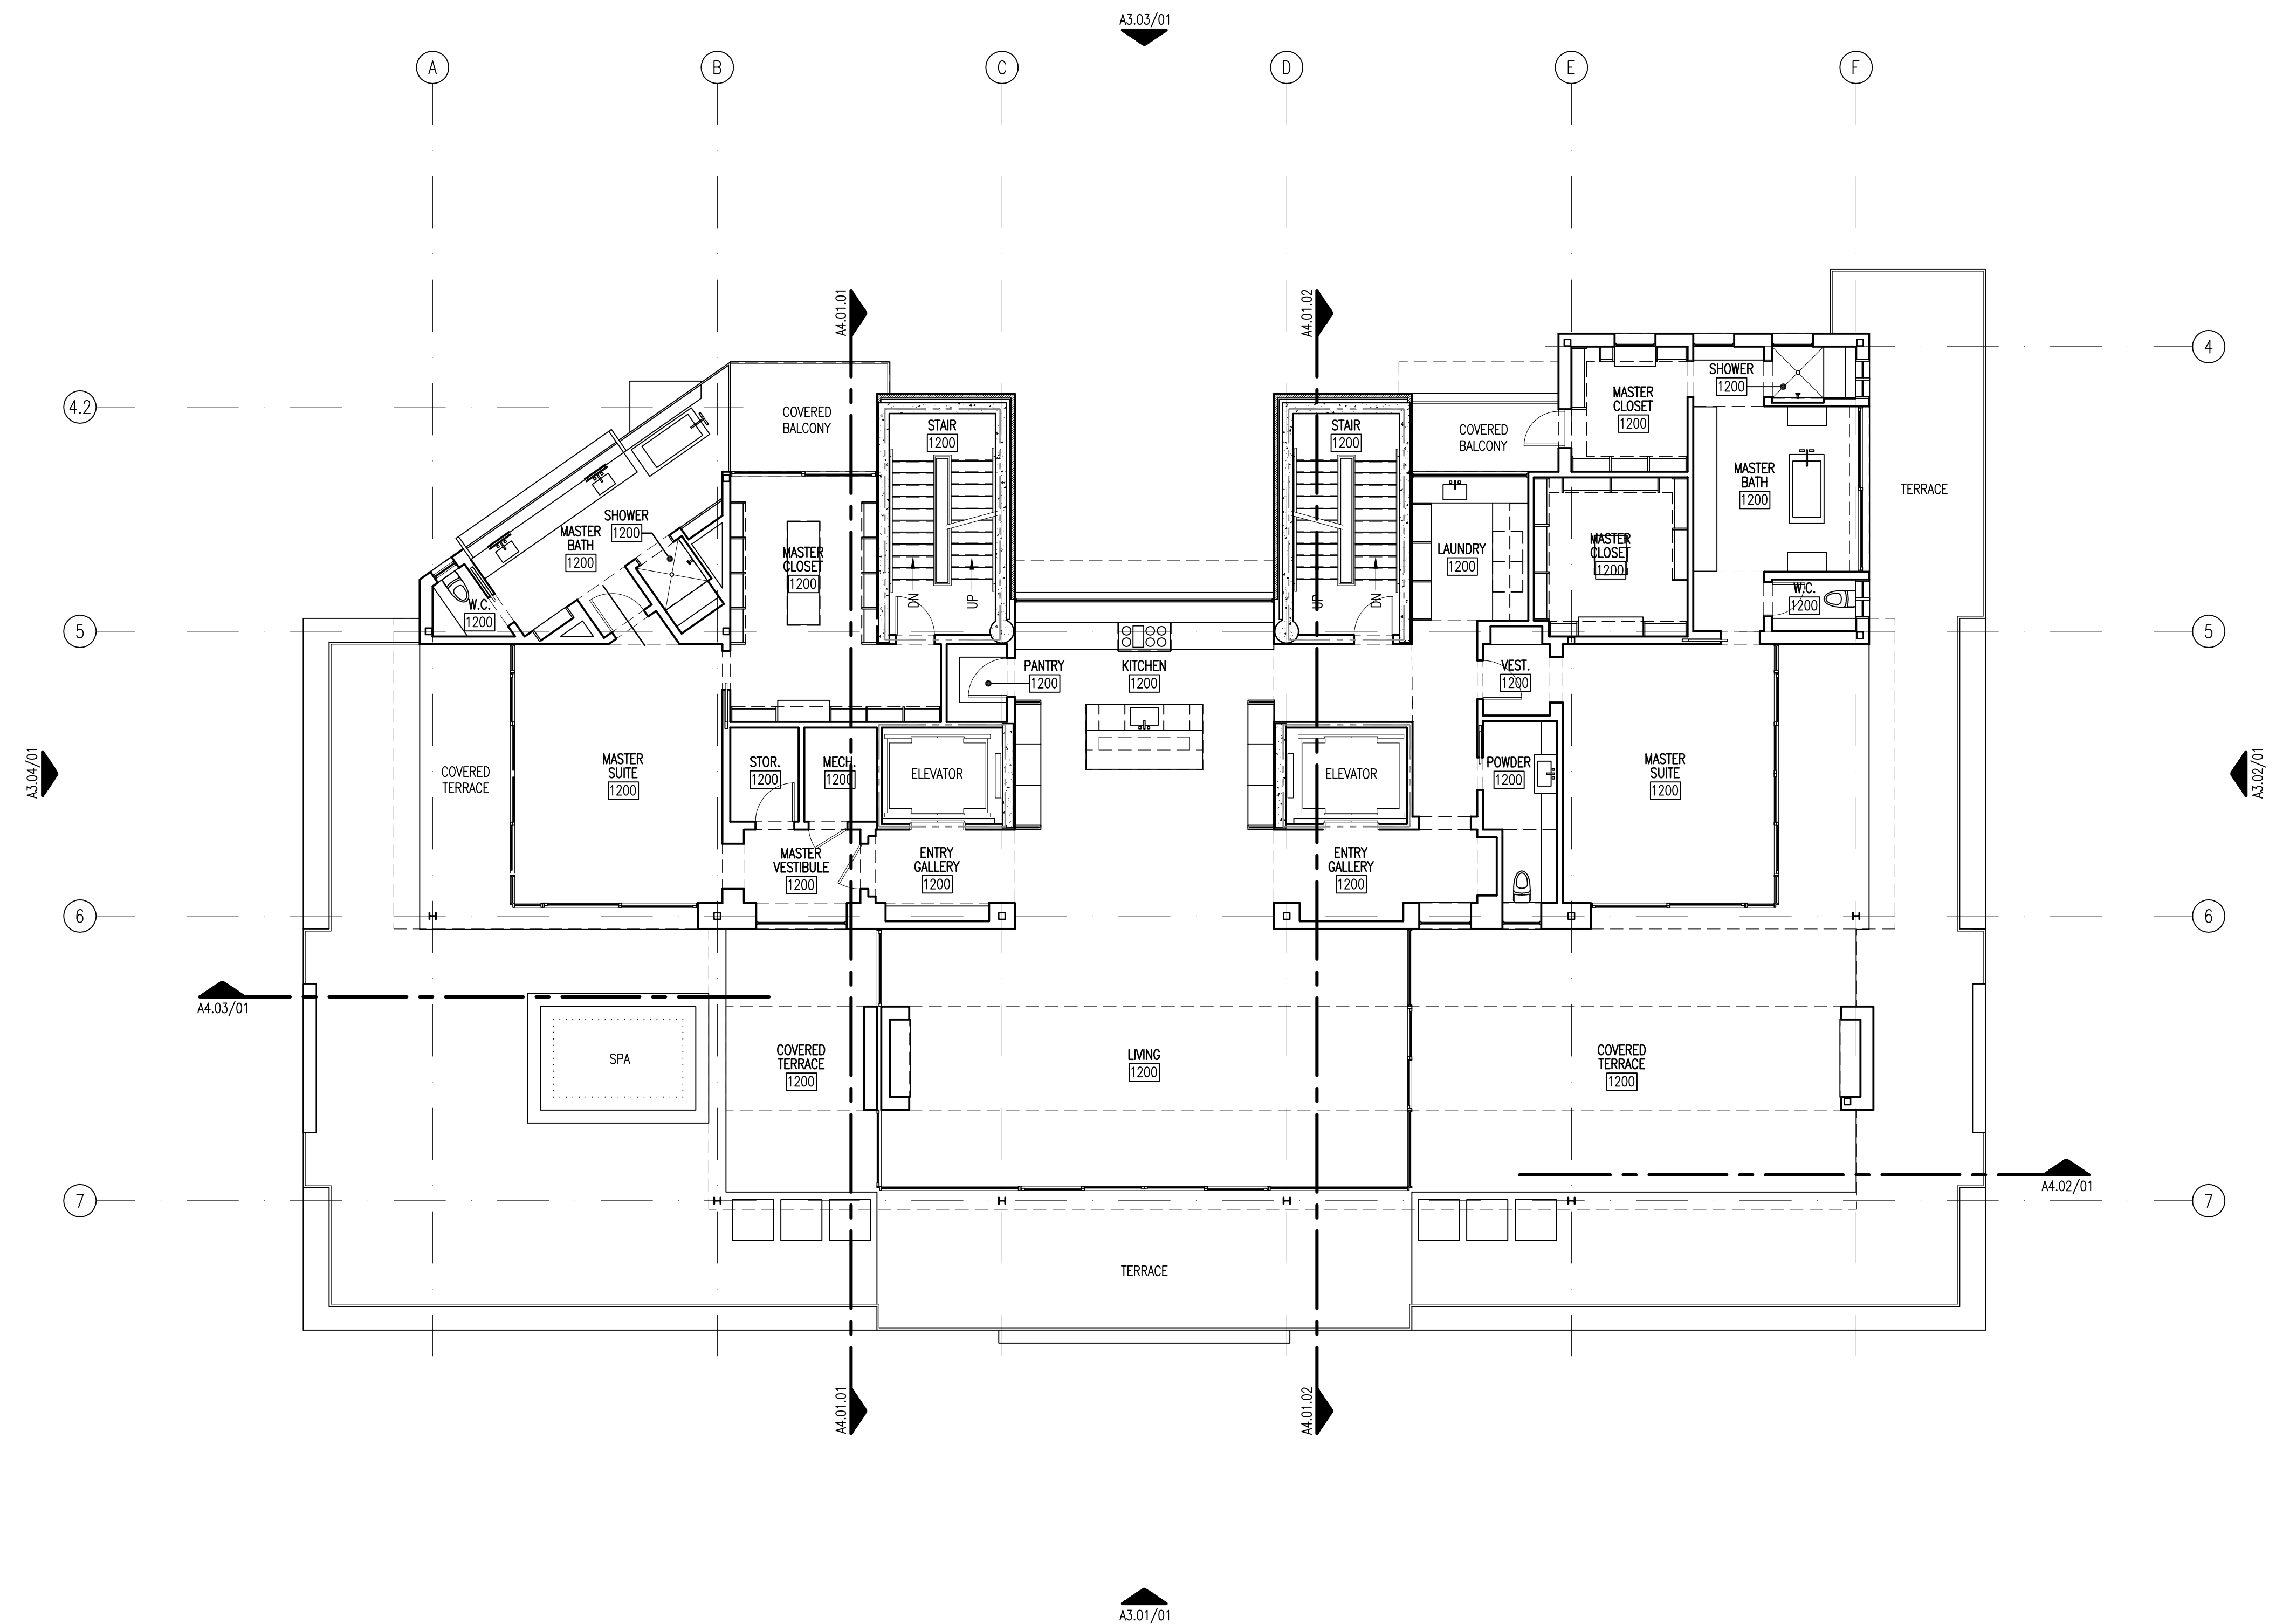 A3.03/01
A
B
C
D
E
F
A4.01.01
A4.01.02
4
4.2
COVERED
BALCONY
STAIR
1200
STAIR
1200
COVERED
BALCONY
MASTER
CLOSET
1200
SHOWER
1200
MASTER
BATH
1200
TERRACE
SHOWER
1200
MASTER
BATH
1200
MASTER
CLOSET
1200
LAUNDRY
1200
MASTER
CLOSET
1200
W.C.
1200
DN
UP
UP
DN
W.C.
1200
5
5
PANTRY
1200
KITCHEN
1200
VEST.
1200
A3.04/01
COVERED
TERRACE
MASTER
SUITE
1200
STOR.
1200
MECH.
1200
ELEVATOR
ELEVATOR
POWDER
1200
MASTER
SUITE
1200
A3.02/01
MASTER
VESTIBULE
1200
ENTRY
GALLERY
1200
ENTRY
GALLERY
1200
6
6
A4.03/01
SPA
COVERED
TERRACE
1200
LIVING
1200
COVERED
TERRACE
1200
A4.02/01
7
7
TERRACE
A4.01.01
A4.01.02
A3.01/01